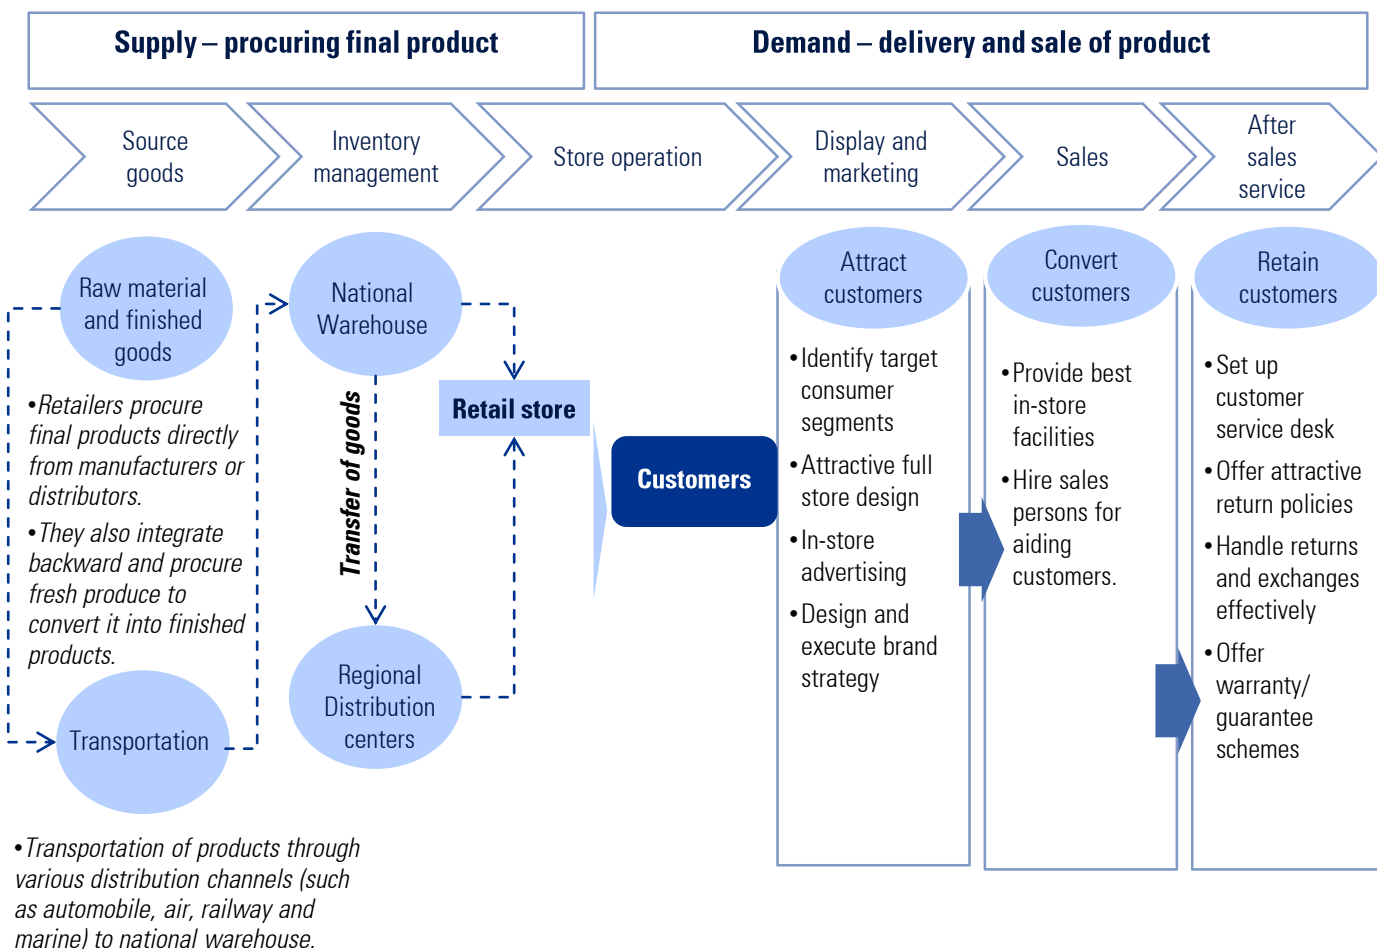 Supply – procuring final product
Demand – delivery and sale of product
Source
goods
Inventory
management
Store operation
Display and
marketing
Sales
After
sales
service
Raw material
and finished
goods
•Retailers procure
final products directly
from manufacturers or
distributors.
•They also integrate
backward and procure
fresh produce to
convert it into finished
products.
Transportation
•Transportation of products through
various distribution channels (such
as automobile, air, railway and
marine) to national warehouse.
National
Warehouse
Transfer of goods
Regional
Distribution
centers
Retail store
Customers
Attract
customers
•Identify target
consumer
segments
•Attractive full
store design
•In-store
advertising
•Design and
execute brand
strategy
Convert
customers
•Provide best
in-store
facilities
•Hire sales
persons for
aiding
customers.
Retain
customers
•Set up
customer
service desk
•Offer attractive
return policies
•Handle returns
and exchanges
effectively
•Offer
warranty/
guarantee
schemes